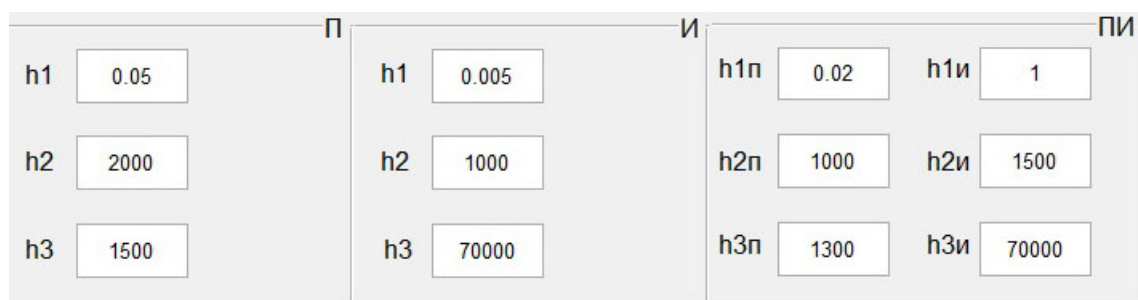 П
h1 0.05
h2 2000
h3 1500
И
h1 0.005
h2 1000
h3 70000
ПИ
h1п 0.02 h1и 1
h2п 1000 h2и 1500
h3п 1300 h3и 70000